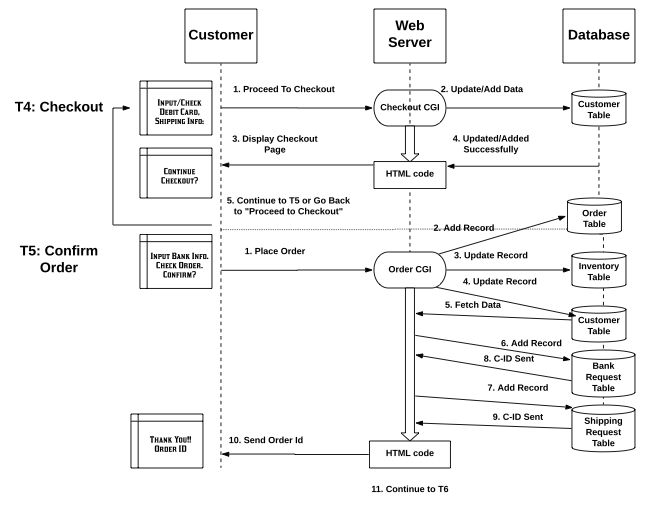 Customer
Web
Server
Database
T4: Checkout
INPUT/CHECK
DEBIT CARD,
SHIPPING INFO:
1. Proceed To Checkout
Checkout CGI
2. Update/Add Data
Customer
Table
CONTINUE
CHECKOUT?
3. Display Checkout
Page
HTML code
4. Updated/Added
Successfully
5. Continue to T5 or Go Back
to "Proceed to Checkout"
2. Add Record
Order
Table
T5: Confirm
Order
INPUT BANK INFO.
CHECK ORDER.
CONFIRM?
1. Place Order
Order CGI
3. Update Record
Inventory
Table
4. Update Record
5. Fetch Data
Customer
Table
6. Add Record
8. C-ID Sent
Bank
Request
Table
7. Add Record
9. C-ID Sent
Shipping
Request
Table
THANK YOU!!
ORDER ID
10. Send Order Id
HTML code
11. Continue to T6